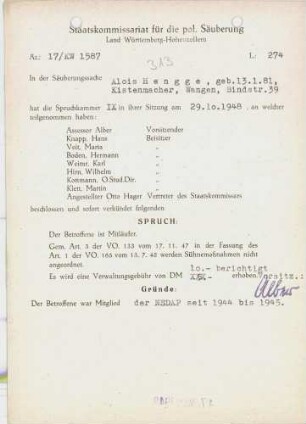 Staatskommissariat für die pol. Säuberung
Land Württemberg-Hohenzollern
Az.: 17/KW 1587
313
L: 274
In der Säuberungssache Alois Hengge, geb.13.1.81,
Kistenmacher, Wangen, Bindstr.39
hat die Spruchkammer IX in ihrer Sitzung am 29.10.1948, an welcher
teilgenommen haben:
Assessor Alber Vorsitzender
Knapp, Hans Beisitzer
Veit, Maria „
Boden, Hermann „
Weiner, Karl „
Hirn, Wilhelm „
Kottmann, O.Stud.Dir. „
Klett, Martin „
Angestellter Otto Hager Vertreter des Staatskommissars
beschlossen und sofort verkündet folgenden
SPRUCH:
Der Betroffene ist Mitläufer.
Gem. Art. 3 der VO. 133 vom 17. 11. 47 in der Fassung des
Art. 1 der VO. 165 vom 13. 7. 48 werden Sühnemaßnahmen nicht
angeordnet.
10.- berichtigt
Es wird eine Verwaltungsgebühr von DM erhoben. Vorsitz.:
Alber
Gründe:
Der Betroffene war Mitglied der NSDAP seit 1944 bis 1945.